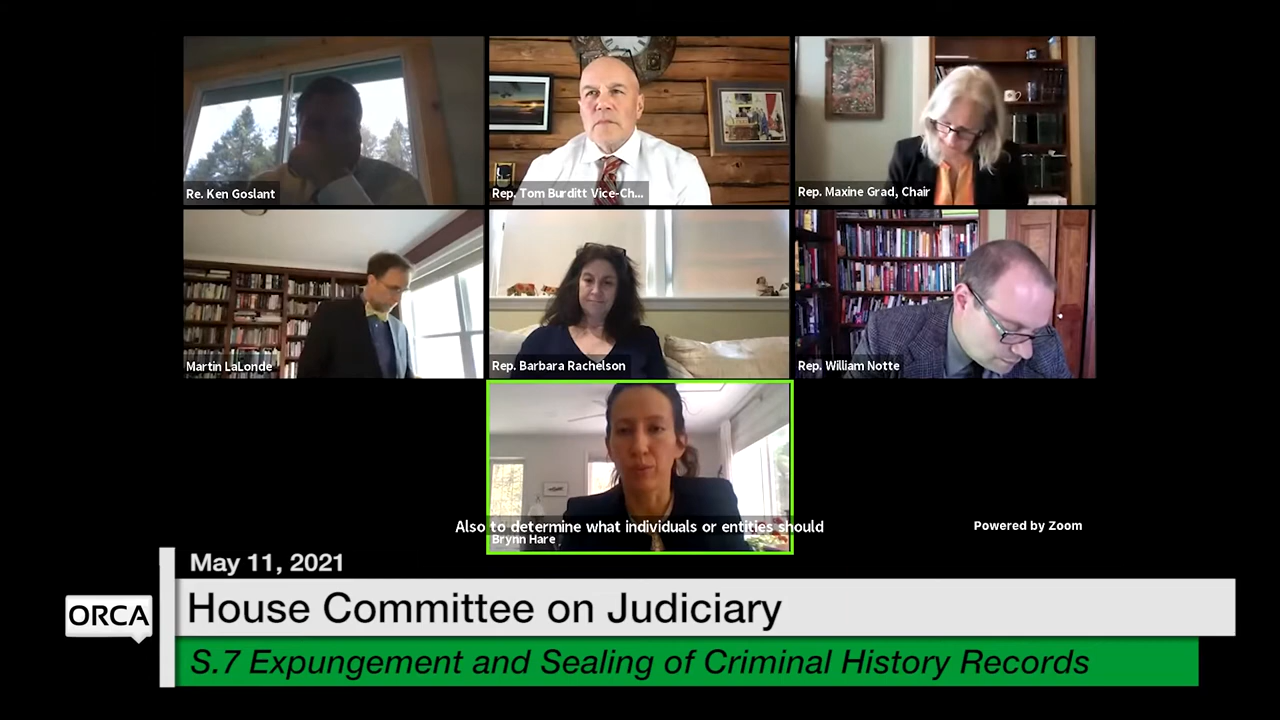 Re. Ken Goslant
Rep. Tom Burditt Vice-Ch...
Rep. Maxine Grad, Chair
Martin LaLonde
Rep. Barbara Rachelson
Rep. William Notte
Also to determine what individuals or entities should
Brynn Hare
Powered by Zoom
May 11, 2021
ORCA
House Committee on Judiciary
S.7 Expungement and Sealing of Criminal History Records